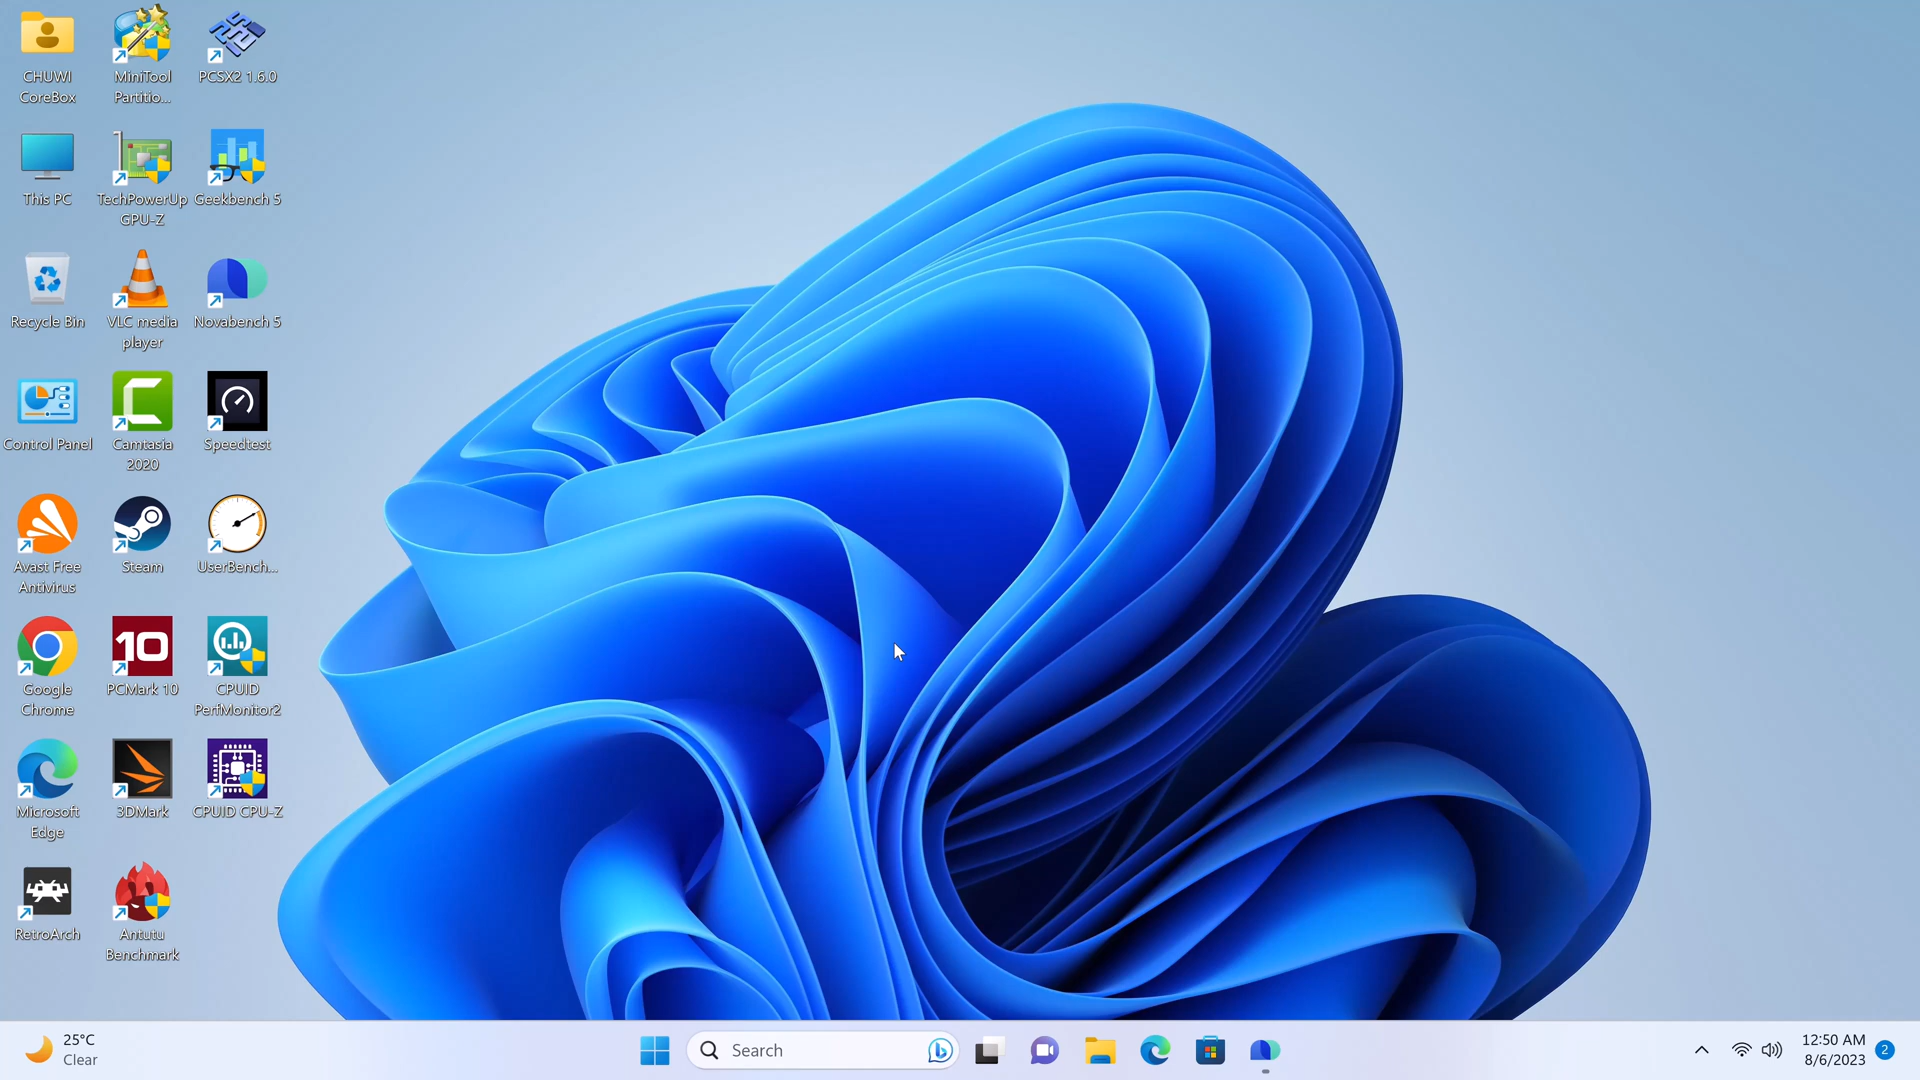 CHUWI
CoreBox
MiniTool
Partitio...
PCSX2 1.6.0
This PC
TechPowerUp
GPU-Z
Geekbench 5
Recycle Bin
VLC media
player
Novabench 5
Control Panel
Camtasia
2020
Speedtest
Avast Free
Antivirus
Steam
UserBench...
Google
Chrome
10
PCMark 10
CPUID
PerfMonitor2
Microsoft
Edge
3DMark
CPUID CPU-Z
RetroArch
Antutu
Benchmark
25°C
Clear
Search
12:50 AM
8/6/2023
2